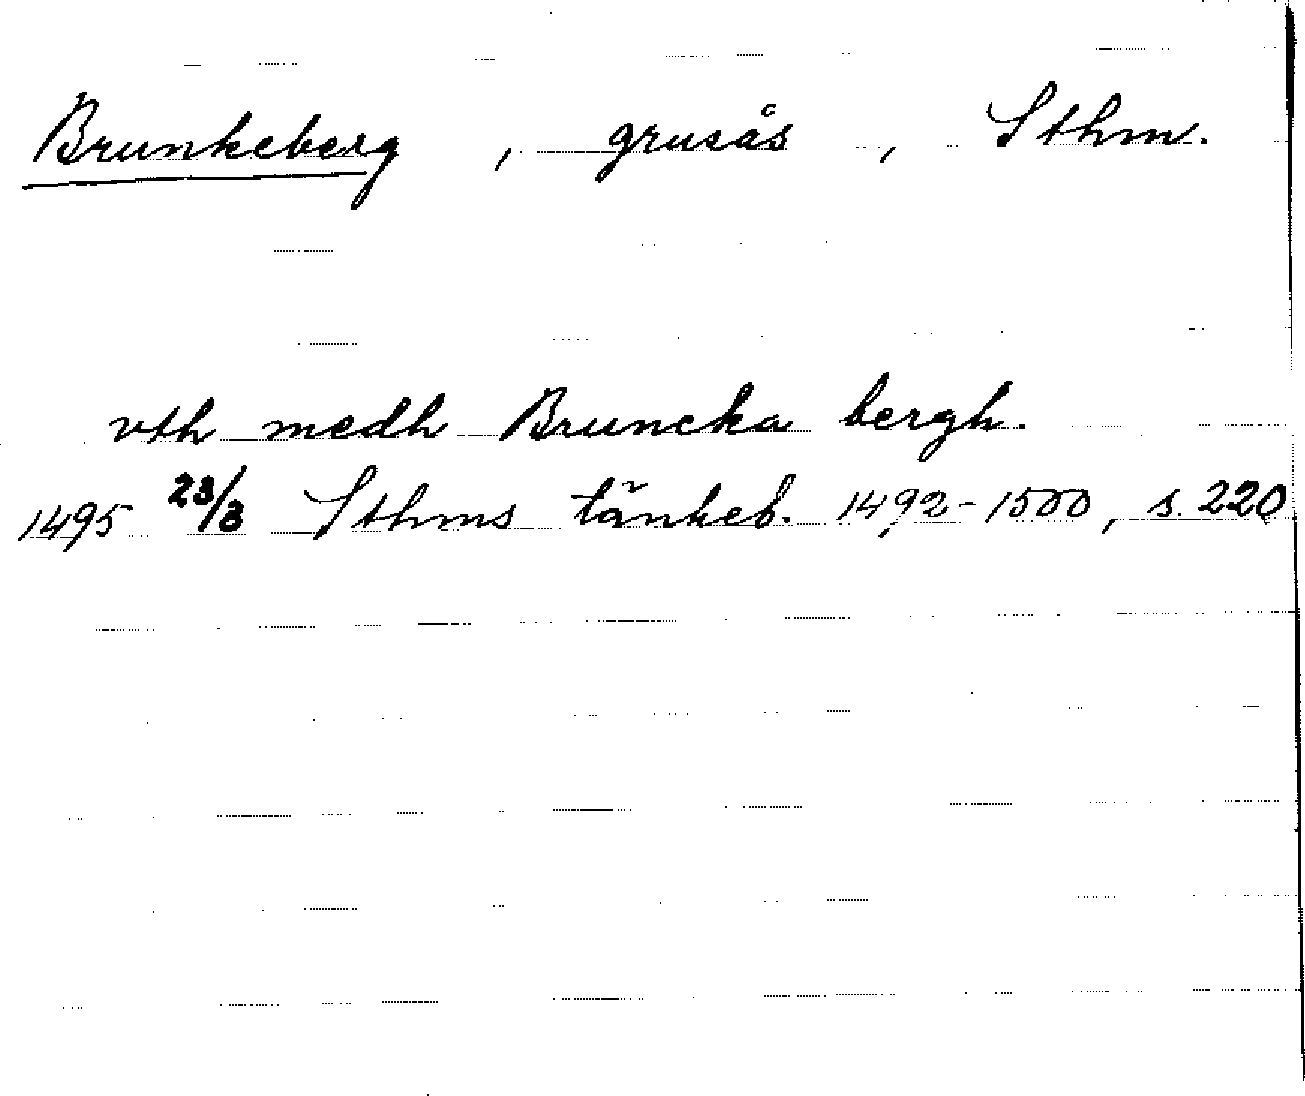 Brunkeberg, grusås, Sthm.
vth medh Bruncka bergh.
1495 23/3 Sthms tänkeb. 1492-1500, s. 220